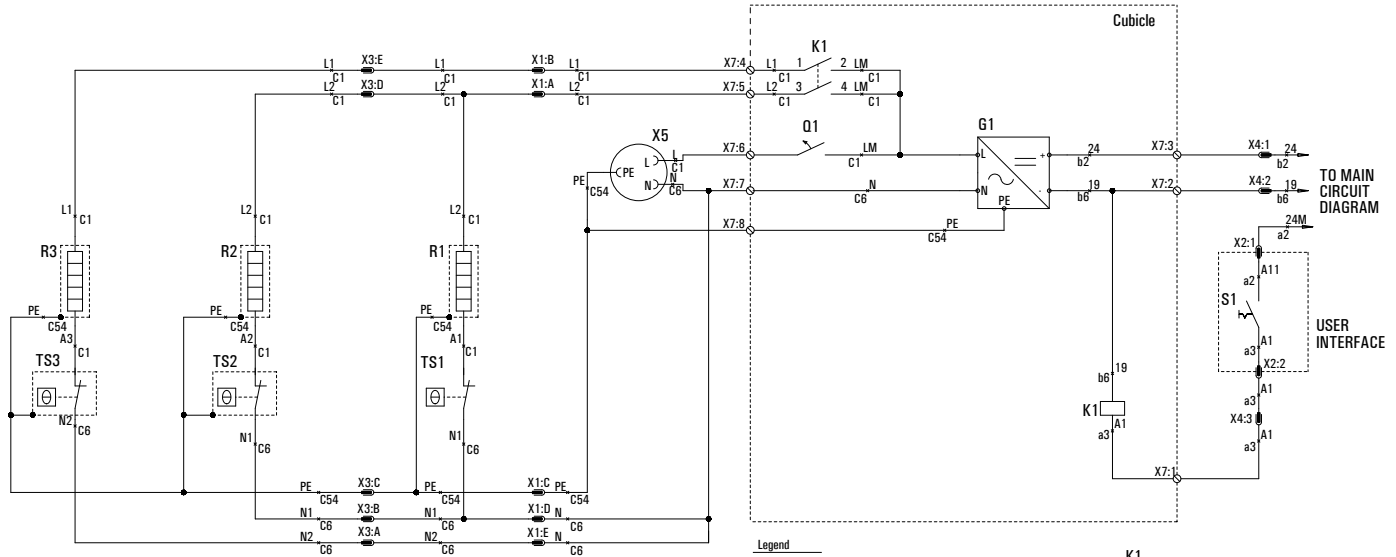 Cubicle
L1 C1 X3:E L1 C1 X1:B L1 C1 X7:4 L1 C1 1 K1 2 LM C1
L2 C1 X3:D L2 C1 X1:A L2 C1 X7:5 L2 C1 3 4 LM C1
X5 L PE N
L C1 X7:6 Q1 LM C1
G1 L N PE + -
24 b2 X7:3 X4:1 24 b2
N C6 X7:7 N C6
19 b6 X7:2 X4:2 19 b6
TO MAIN
CIRCUIT
DIAGRAM
PE C54
X7:8 PE C54
24M a2
L1 C1 L2 C1 L2 C1
R3 R2 R1
X2:1
a2 A11
S1
USER
INTERFACE
PE C54 PE C54 PE C54
A3 C1 A2 C1 A1 C1
TS3 TS2 TS1
θ θ θ
a3 A1
X2:2
b6 19
K1
a3 A1
a3 A1
X4:3
a3 A1
N2 C6 N1 C6 N1 C6
X7:1
PE C54 X3:C PE C54 X1:C PE C54
N1 C6 X3:B N1 C6 X1:D N C6
N2 C6 X3:A N2 C6 X1:E N C6
Legend
K1